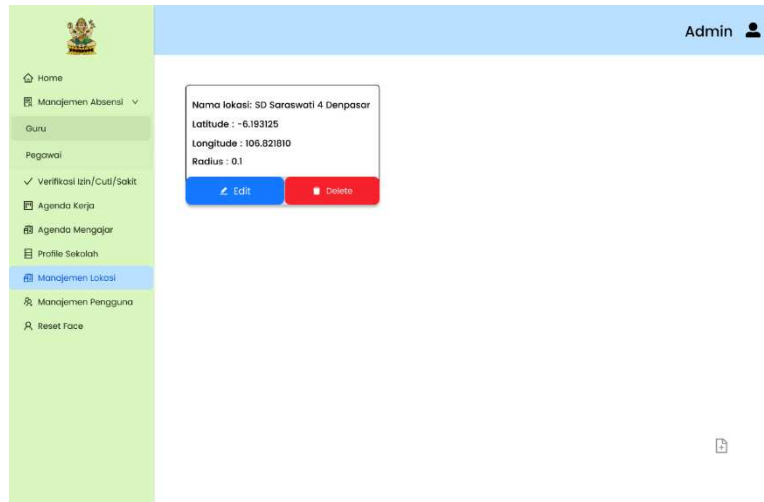 Admin
Home
Manajemen Absensi
Guru
Pegawai
Verifikasi Izin/Cuti/Sakit
Agenda Kerja
Agenda Mengajar
Profile Sekolah
Manajemen Lokasi
Manajemen Pengguna
Reset Face
Nama lokasi: SD Saraswati 4 Denpasar
Latitude : -6.193125
Longitude : 106.821810
Radius : 0.1
Edit
Delete